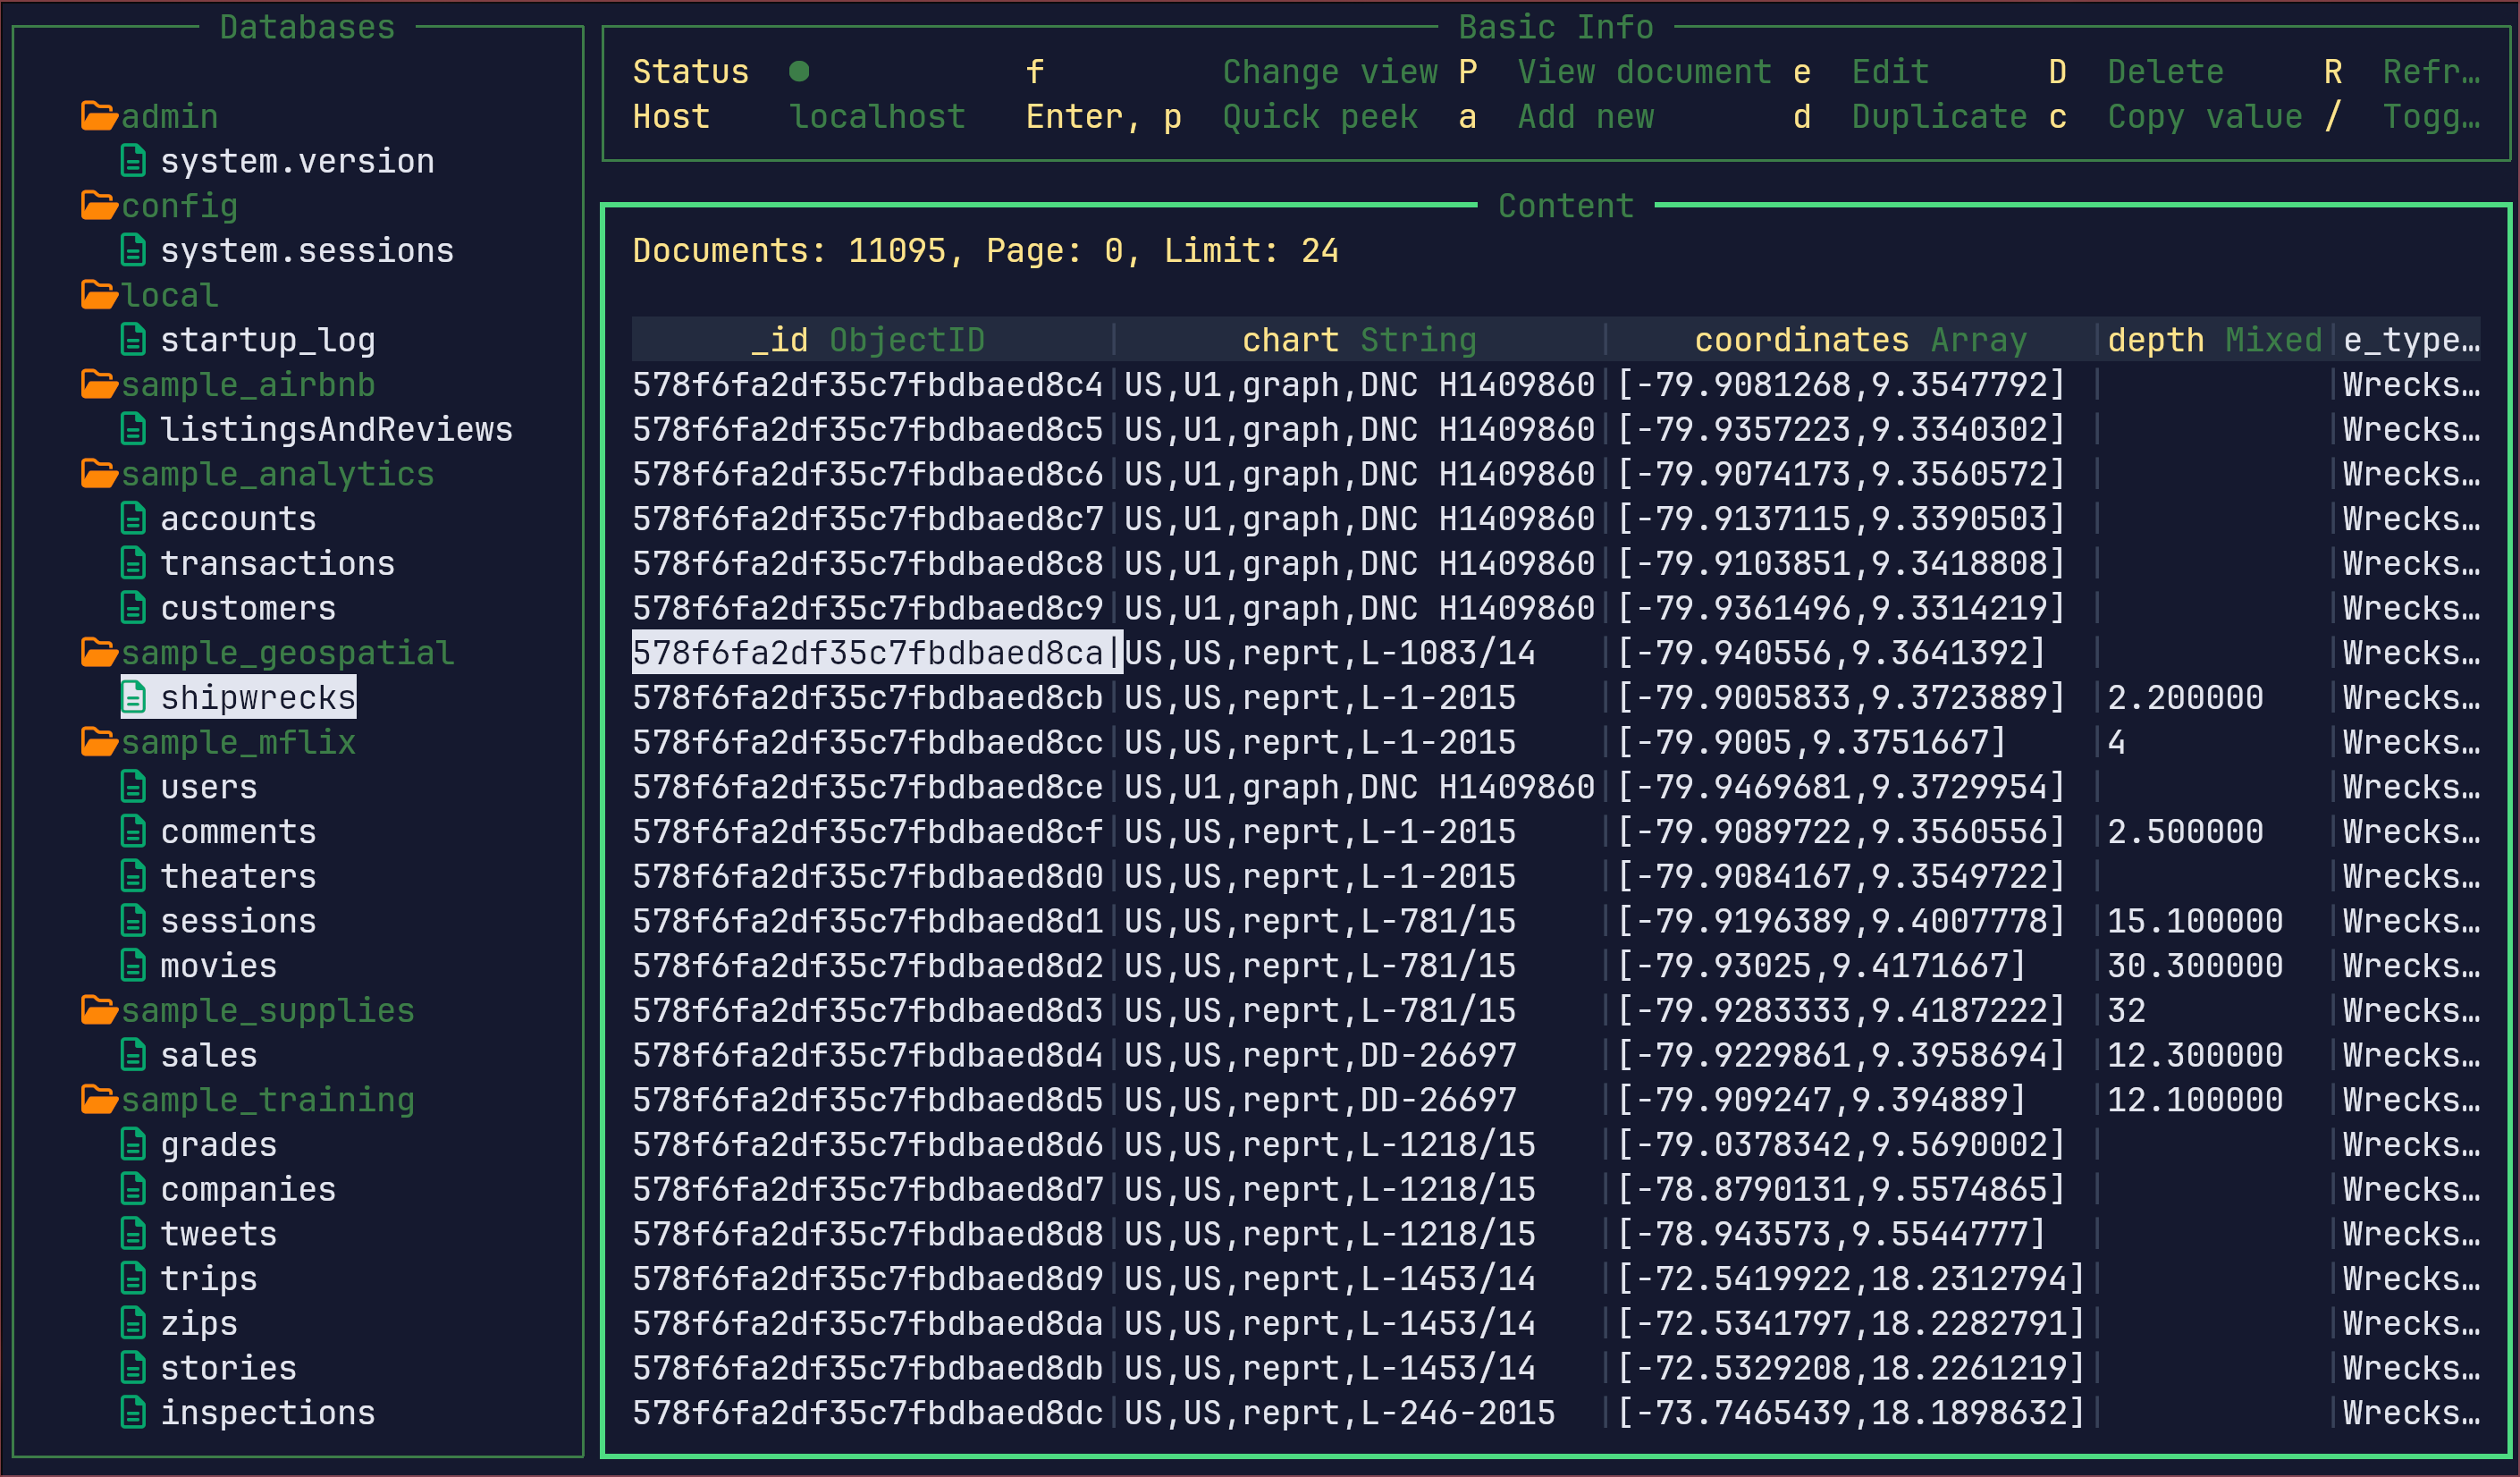 Databases
admin
system.version
config
system.sessions
local
startup_log
sample_airbnb
listingsAndReviews
sample_analytics
accounts
transactions
customers
sample_geospatial
shipwrecks
sample_mflix
users
comments
theaters
sessions
movies
sample_supplies
sales
sample_training
grades
companies
tweets
trips
zips
stories
inspections
Basic Info
Status ● f Change view P View document e Edit D Delete R Refr…
Host localhost Enter, p Quick peek a Add new d Duplicate c Copy value / Togg…
Content
Documents: 11095, Page: 0, Limit: 24
_id ObjectID | chart String | coordinates Array | depth Mixed | e_type…
578f6fa2df35c7fbdbaed8c4|US,U1,graph,DNC H1409860|[-79.9081268,9.3547792] | |Wrecks…
578f6fa2df35c7fbdbaed8c5|US,U1,graph,DNC H1409860|[-79.9357223,9.3340302] | |Wrecks…
578f6fa2df35c7fbdbaed8c6|US,U1,graph,DNC H1409860|[-79.9074173,9.3560572] | |Wrecks…
578f6fa2df35c7fbdbaed8c7|US,U1,graph,DNC H1409860|[-79.9137115,9.3390503] | |Wrecks…
578f6fa2df35c7fbdbaed8c8|US,U1,graph,DNC H1409860|[-79.9103851,9.3418808] | |Wrecks…
578f6fa2df35c7fbdbaed8c9|US,U1,graph,DNC H1409860|[-79.9361496,9.3314219] | |Wrecks…
578f6fa2df35c7fbdbaed8ca|US,US,reprt,L-1083/14 |[-79.940556,9.3641392] | |Wrecks…
578f6fa2df35c7fbdbaed8cb|US,US,reprt,L-1-2015 |[-79.9005833,9.3723889] |2.200000 |Wrecks…
578f6fa2df35c7fbdbaed8cc|US,US,reprt,L-1-2015 |[-79.9005,9.3751667] |4 |Wrecks…
578f6fa2df35c7fbdbaed8ce|US,U1,graph,DNC H1409860|[-79.9469681,9.3729954] | |Wrecks…
578f6fa2df35c7fbdbaed8cf|US,US,reprt,L-1-2015 |[-79.9089722,9.3560556] |2.500000 |Wrecks…
578f6fa2df35c7fbdbaed8d0|US,US,reprt,L-1-2015 |[-79.9084167,9.3549722] | |Wrecks…
578f6fa2df35c7fbdbaed8d1|US,US,reprt,L-781/15 |[-79.9196389,9.4007778] |15.100000 |Wrecks…
578f6fa2df35c7fbdbaed8d2|US,US,reprt,L-781/15 |[-79.93025,9.4171667] |30.300000 |Wrecks…
578f6fa2df35c7fbdbaed8d3|US,US,reprt,L-781/15 |[-79.9283333,9.4187222] |32 |Wrecks…
578f6fa2df35c7fbdbaed8d4|US,US,reprt,DD-26697 |[-79.9229861,9.3958694] |12.300000 |Wrecks…
578f6fa2df35c7fbdbaed8d5|US,US,reprt,DD-26697 |[-79.909247,9.394889] |12.100000 |Wrecks…
578f6fa2df35c7fbdbaed8d6|US,US,reprt,L-1218/15 |[-79.0378342,9.5690002] | |Wrecks…
578f6fa2df35c7fbdbaed8d7|US,US,reprt,L-1218/15 |[-78.8790131,9.5574865] | |Wrecks…
578f6fa2df35c7fbdbaed8d8|US,US,reprt,L-1218/15 |[-78.943573,9.5544777] | |Wrecks…
578f6fa2df35c7fbdbaed8d9|US,US,reprt,L-1453/14 |[-72.5419922,18.2312794]| |Wrecks…
578f6fa2df35c7fbdbaed8da|US,US,reprt,L-1453/14 |[-72.5341797,18.2282791]| |Wrecks…
578f6fa2df35c7fbdbaed8db|US,US,reprt,L-1453/14 |[-72.5329208,18.2261219]| |Wrecks…
578f6fa2df35c7fbdbaed8dc|US,US,reprt,L-246-2015 |[-73.7465439,18.1898632]| |Wrecks…